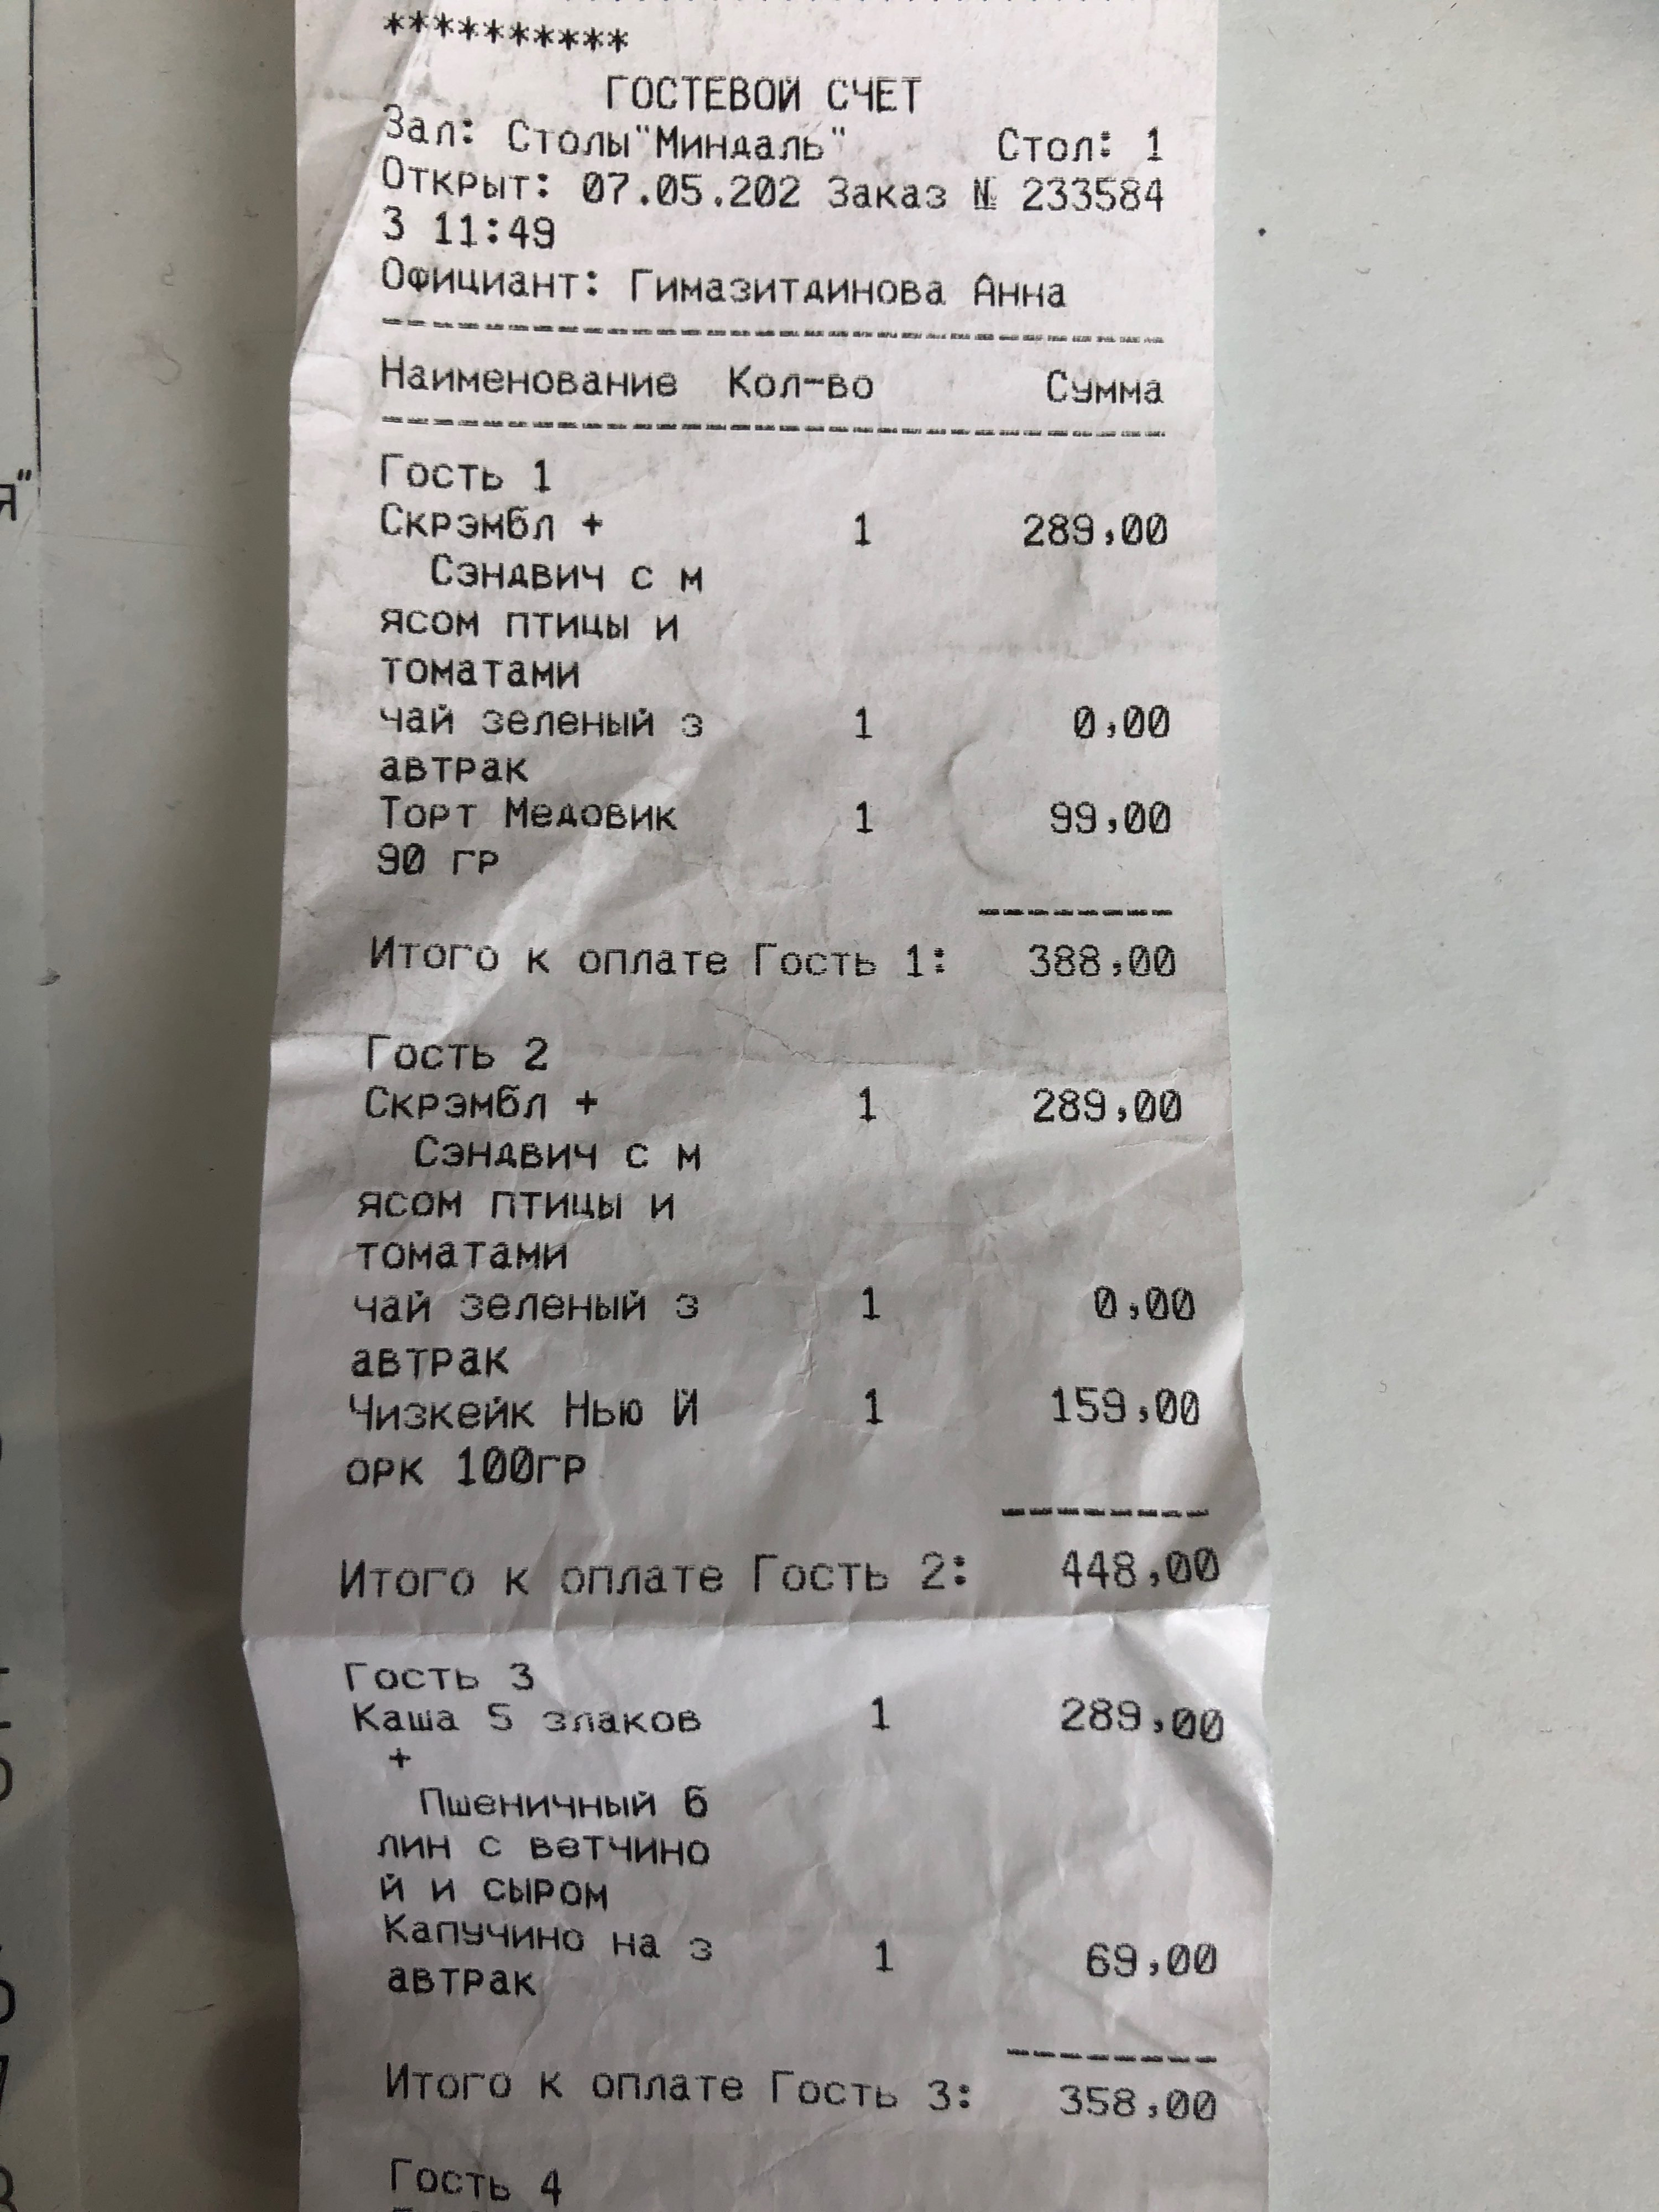 **********
ГОСТЕВОЙ СЧЕТ
Зал: Столы"Миндаль" Стол: 1
Открыт: 07.05.202 Заказ № 233584
3 11:49
Официант: Гимазитдинова Анна
Наименование Кол-во Сумма
Гость 1
Скрэмбл + 1 289,00
Сэндвич с м
ясом птицы и
томатами
чай зеленый з 1 0,00
автрак
Торт Медовик 1 99,00
90 гр
Итого к оплате Гость 1: 388,00
Гость 2
Скрэмбл + 1 289,00
Сэндвич с м
ясом птицы и
томатами
чай зеленый з 1 0,00
автрак
Чизкейк Нью Й 1 159,00
орк 100гр
Итого к оплате Гость 2: 448,00
Гость 3
Каша 5 злаков 1 289,00
+
Пшеничный б
лин с ветчино
й и сыром
Капучино на з 1 69,00
автрак
Итого к оплате Гость 3: 358,00
Гость 4